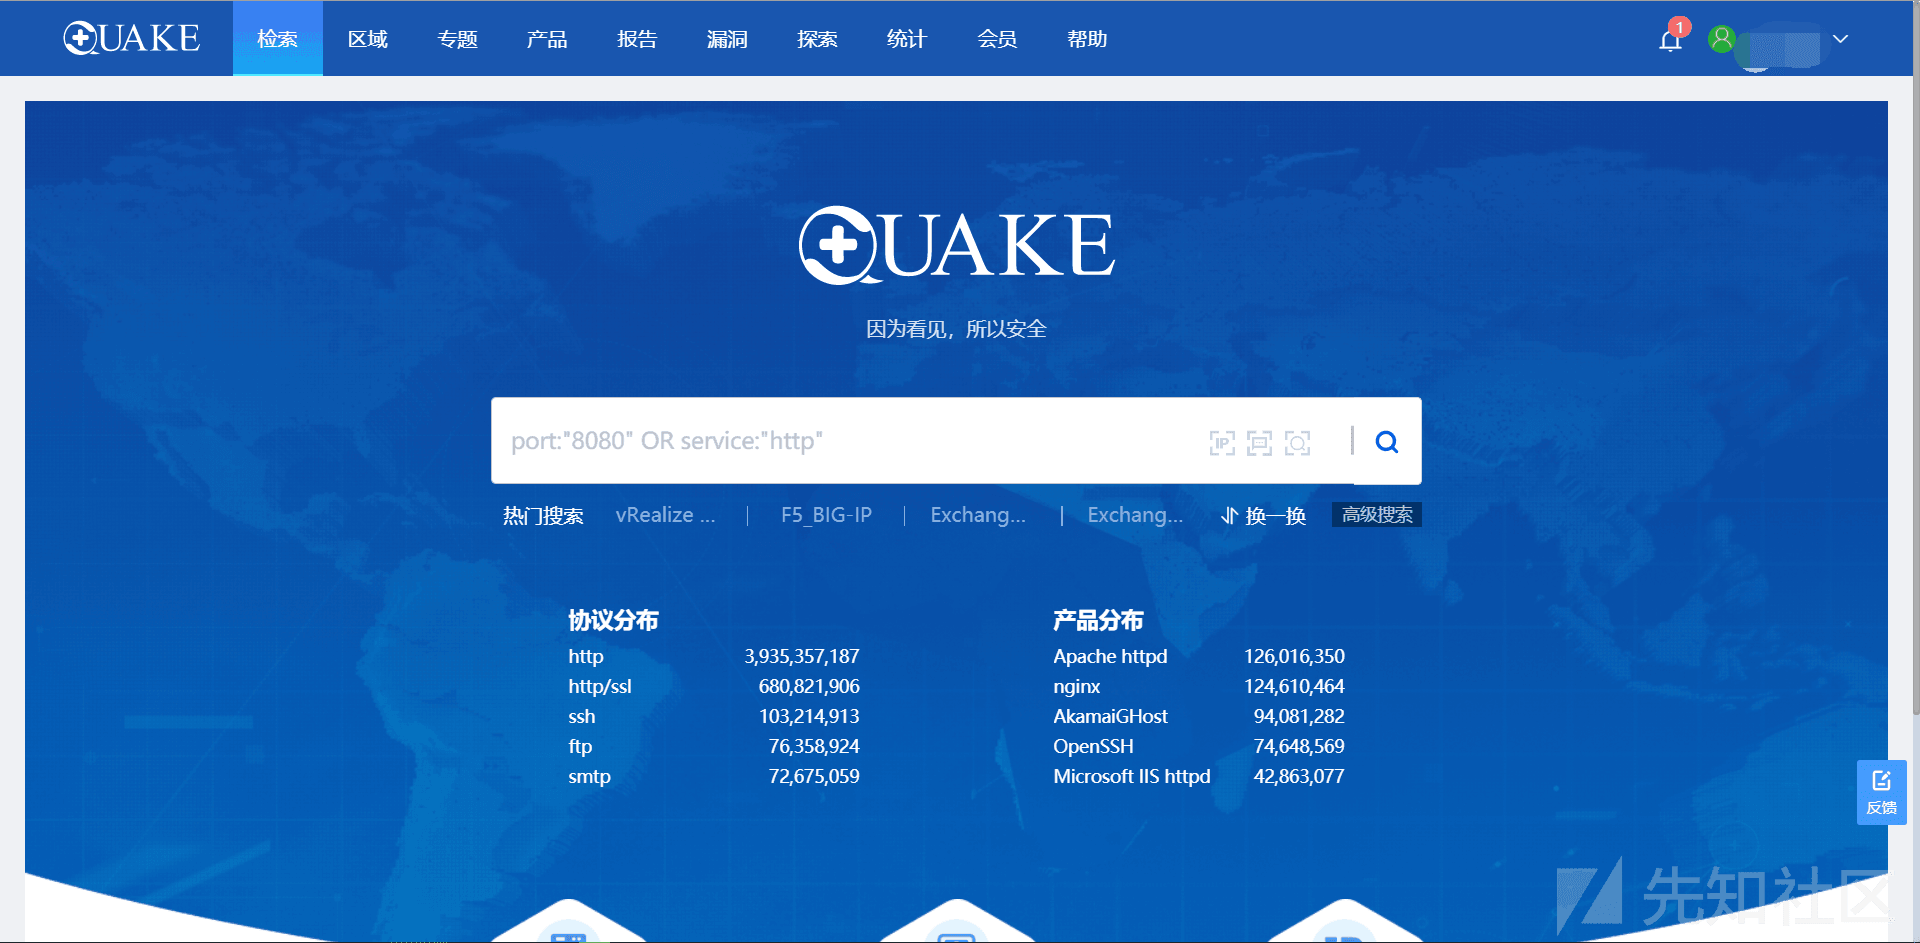 QUAKE 检索 区域 专题 产品 报告 漏洞 探索 统计 会员 帮助 1
QUAKE
因为看见，所以安全
port:"8080" OR service:"http" IP
热门搜索 vRealize ... | F5_BIG-IP | Exchang... | Exchang... 换一换 高级搜索
协议分布
http 3,935,357,187
http/ssl 680,821,906
ssh 103,214,913
ftp 76,358,924
smtp 72,675,059
产品分布
Apache httpd 126,016,350
nginx 124,610,464
AkamaiGHost 94,081,282
OpenSSH 74,648,569
Microsoft IIS httpd 42,863,077
反馈
先知社区